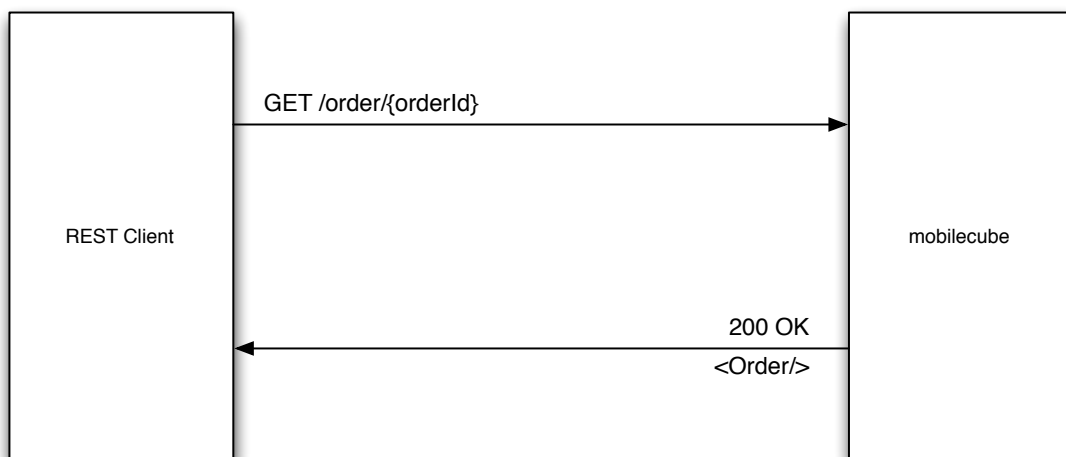 GET /order/{orderId}
REST Client
mobilecube
200 OK
<Order/>